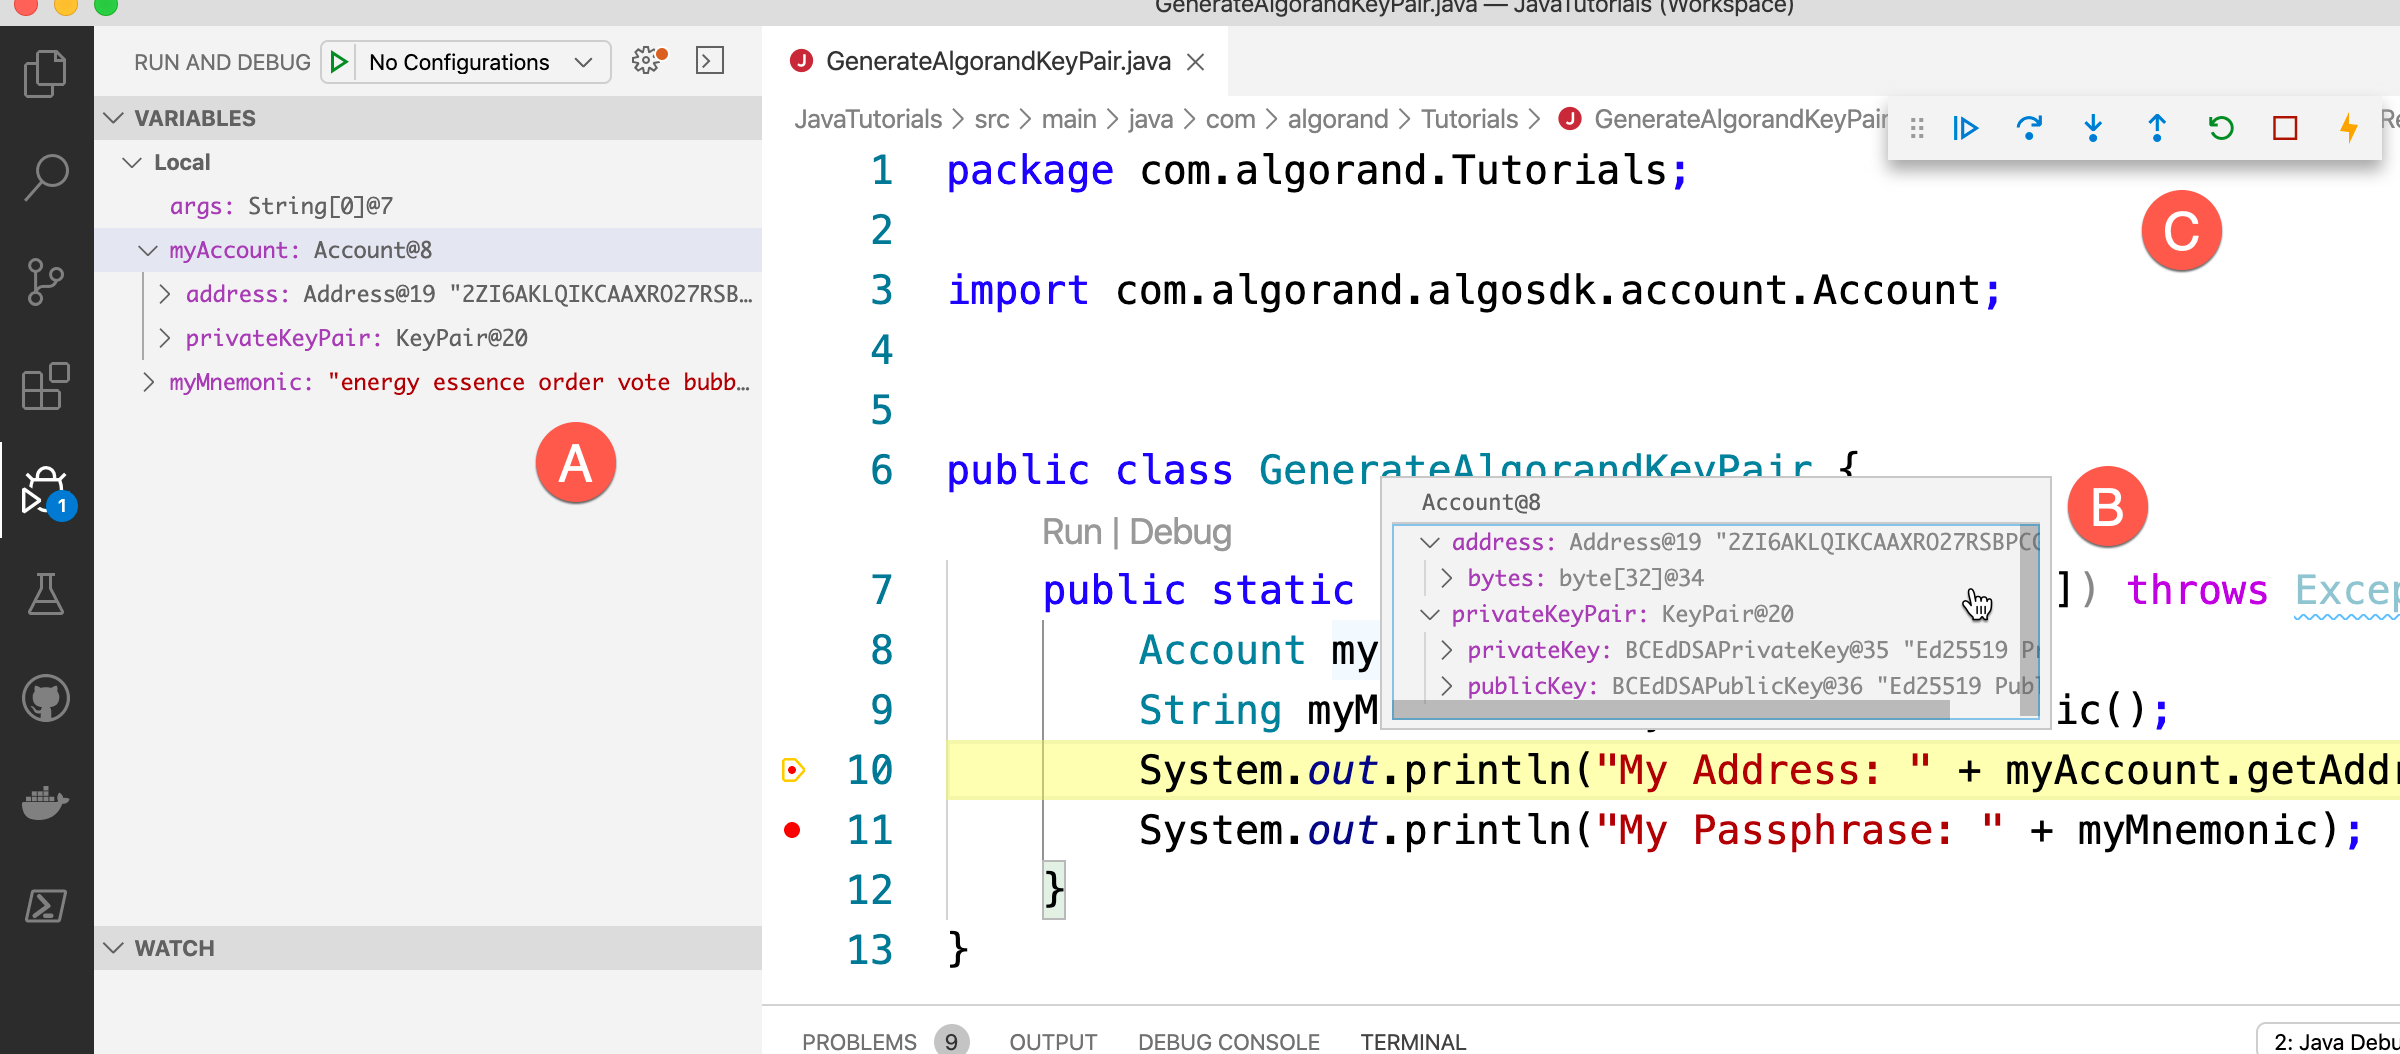 GenerateAlgorandKeyPair.java — JavaTutorials (Workspace)
RUN AND DEBUG No Configurations
VARIABLES
Local
args: String[0]@7
myAccount: Account@8
address: Address@19 "2ZI6AKLQIKCAAXRO27RSB…
privateKeyPair: KeyPair@20
myMnemonic: "energy essence order vote bubb…
A
1
WATCH
GenerateAlgorandKeyPair.java
JavaTutorials > src > main > java > com > algorand > Tutorials > GenerateAlgorandKeyPair
C
1 package com.algorand.Tutorials;
2
3 import com.algorand.algosdk.account.Account;
4
5
6 public class GenerateAlgorandKeyPair {
Run | Debug
7 public static ]) throws Excep
8 Account my
9 String myM ic();
10 System.out.println("My Address: " + myAccount.getAddr
11 System.out.println("My Passphrase: " + myMnemonic);
12 }
13 }
Account@8
address: Address@19 "2ZI6AKLQIKCAAXRO27RSBPCC
bytes: byte[32]@34
privateKeyPair: KeyPair@20
privateKey: BCEdDSAPrivateKey@35 "Ed25519 Pr
publicKey: BCEdDSAPublicKey@36 "Ed25519 Publ
B
PROBLEMS 9 OUTPUT DEBUG CONSOLE TERMINAL
2: Java Debu